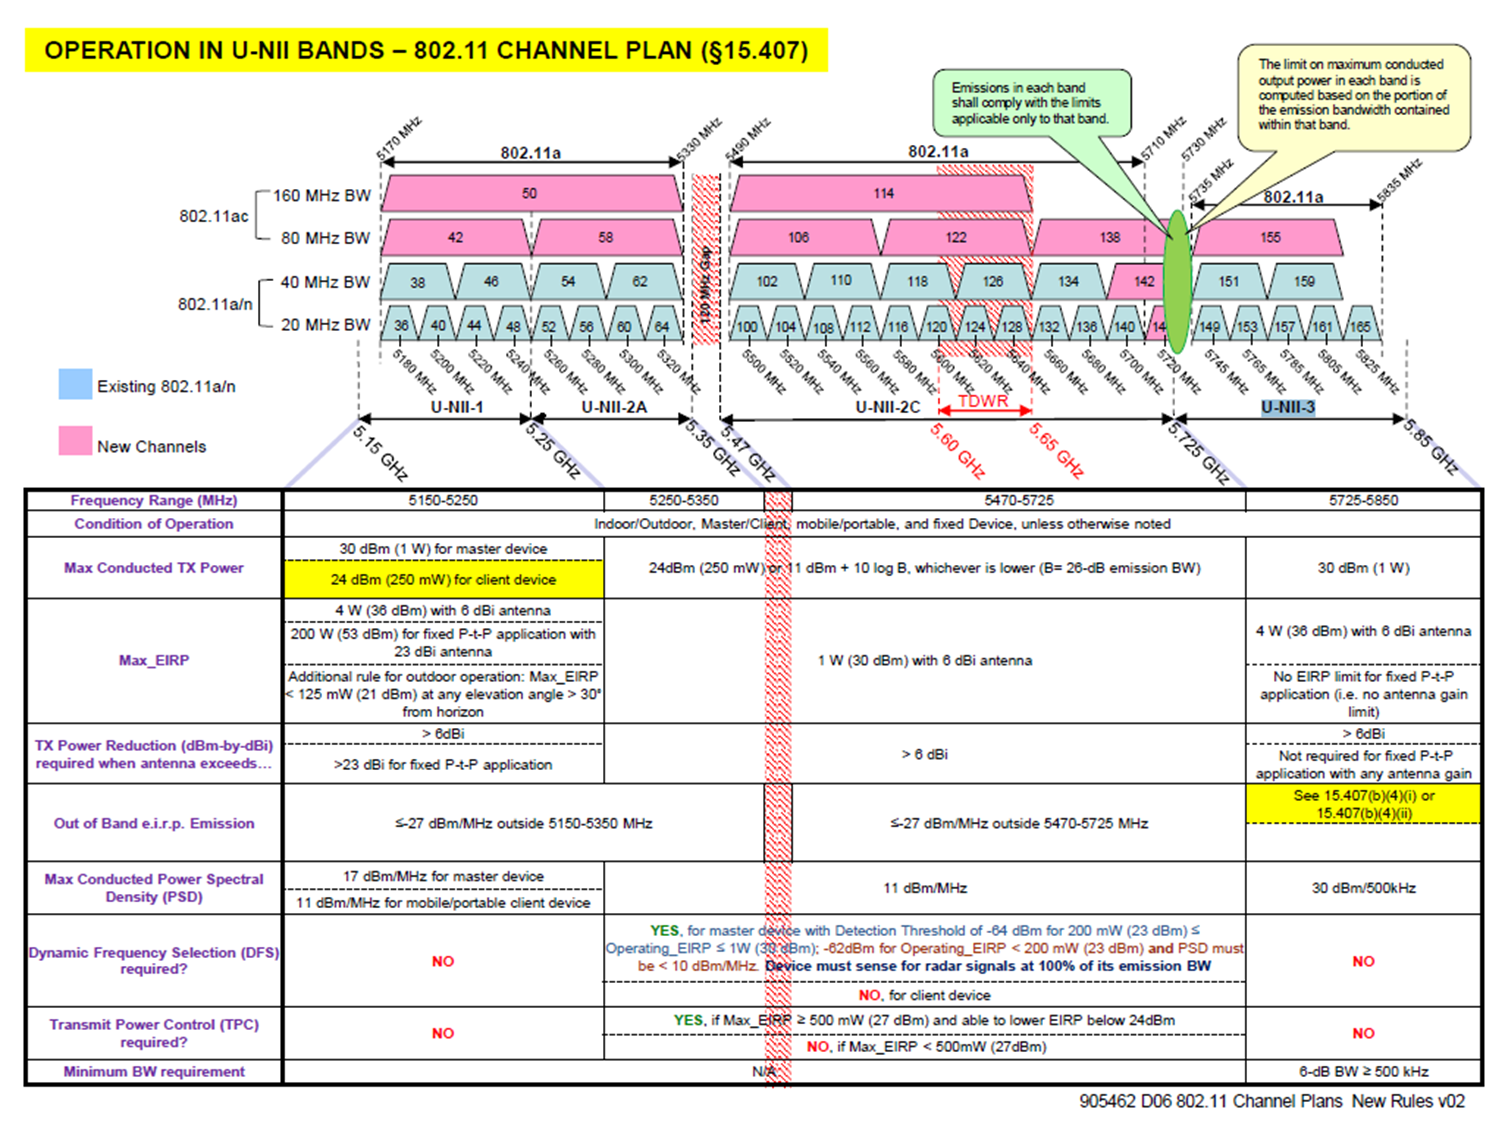 OPERATION IN U-NII BANDS – 802.11 CHANNEL PLAN (§15.407)
Emissions in each band
shall comply with the limits
applicable only to that band.
The limit on maximum conducted
output power in each band is
computed based on the portion of
the emission bandwidth contained
within that band.
5170 MHz
5330 MHz
5490 MHz
5710 MHz
5730 MHz
5735 MHz
5835 MHz
802.11a
802.11a
802.11a
802.11ac
160 MHz BW
50
114
80 MHz BW
42
58
106
122
138
155
802.11a/n
40 MHz BW
38
46
54
62
102
110
118
126
134
142
151
159
20 MHz BW
36
40
44
48
52
56
60
64
100
104
108
112
116
120
124
128
132
136
140
149
153
157
161
165
120 MHz Gap
5180 MHz
5200 MHz
5220 MHz
5240 MHz
5260 MHz
5280 MHz
5300 MHz
5320 MHz
5500 MHz
5520 MHz
5540 MHz
5560 MHz
5580 MHz
5600 MHz
5620 MHz
5640 MHz
5660 MHz
5680 MHz
5700 MHz
5720 MHz
5745 MHz
5765 MHz
5785 MHz
5805 MHz
5825 MHz
Existing 802.11a/n
New Channels
U-NII-1
U-NII-2A
U-NII-2C
TDWR
U-NII-3
5.15 GHz
5.25 GHz
5.35 GHz
5.47 GHz
5.60 GHz
5.65 GHz
5.725 GHz
5.85 GHz
Frequency Range (MHz)
5150-5250
5250-5350
5470-5725
5725-5850
Condition of Operation
Indoor/Outdoor, Master/Client, mobile/portable, and fixed Device, unless otherwise noted
Max Conducted TX Power
30 dBm (1 W) for master device
24 dBm (250 mW) for client device
24dBm (250 mW) or 11 dBm + 10 log B, whichever is lower (B= 26-dB emission BW)
30 dBm (1 W)
Max_EIRP
4 W (36 dBm) with 6 dBi antenna
200 W (53 dBm) for fixed P-t-P application with
23 dBi antenna
Additional rule for outdoor operation: Max_EIRP
< 125 mW (21 dBm) at any elevation angle > 30°
from horizon
1 W (30 dBm) with 6 dBi antenna
4 W (36 dBm) with 6 dBi antenna
No EIRP limit for fixed P-t-P
application (i.e. no antenna gain
limit)
TX Power Reduction (dBm-by-dBi)
required when antenna exceeds...
> 6dBi
>23 dBi for fixed P-t-P application
> 6 dBi
> 6dBi
Not required for fixed P-t-P
application with any antenna gain
Out of Band e.i.r.p. Emission
≤-27 dBm/MHz outside 5150-5350 MHz
≤-27 dBm/MHz outside 5470-5725 MHz
See 15.407(b)(4)(i) or
15.407(b)(4)(ii)
Max Conducted Power Spectral
Density (PSD)
17 dBm/MHz for master device
11 dBm/MHz for mobile/portable client device
11 dBm/MHz
30 dBm/500kHz
Dynamic Frequency Selection (DFS)
required?
NO
YES, for master device with Detection Threshold of -64 dBm for 200 mW (23 dBm) ≤
Operating_EIRP ≤ 1W (30 dBm); -62dBm for Operating_EIRP < 200 mW (23 dBm) and PSD must
be < 10 dBm/MHz. Device must sense for radar signals at 100% of its emission BW
NO, for client device
NO
Transmit Power Control (TPC)
required?
NO
YES, if Max_EIRP ≥ 500 mW (27 dBm) and able to lower EIRP below 24dBm
NO, if Max_EIRP < 500mW (27dBm)
NO
Minimum BW requirement
N/A
6-dB BW ≥ 500 kHz
905462 D06 802.11 Channel Plans New Rules v02